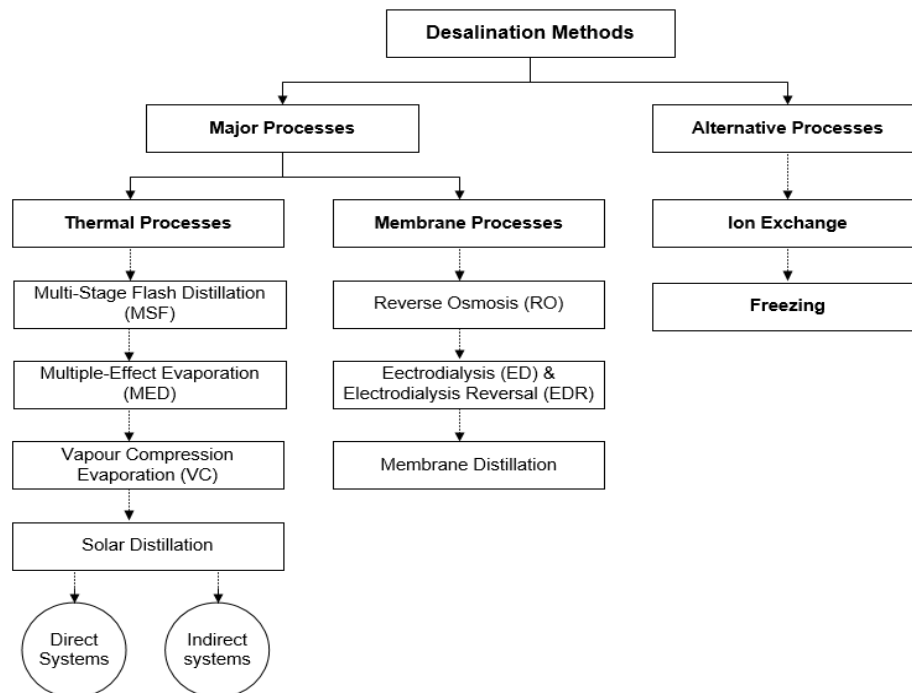 Desalination Methods
Major Processes
Alternative Processes
Thermal Processes
Membrane Processes
Ion Exchange
Multi-Stage Flash Distillation
(MSF)
Reverse Osmosis (RO)
Freezing
Multiple-Effect Evaporation
(MED)
Eectrodialysis (ED) &
Electrodialysis Reversal (EDR)
Vapour Compression
Evaporation (VC)
Membrane Distillation
Solar Distillation
Direct
Systems
Indirect
systems